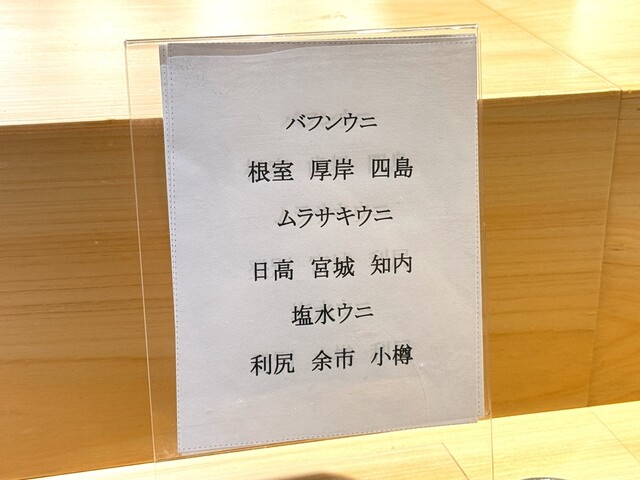 バフンウニ
根室 厚岸 四島
ムラサキウニ
日高 宮城 知内
塩水ウニ
利尻 余市 小樽